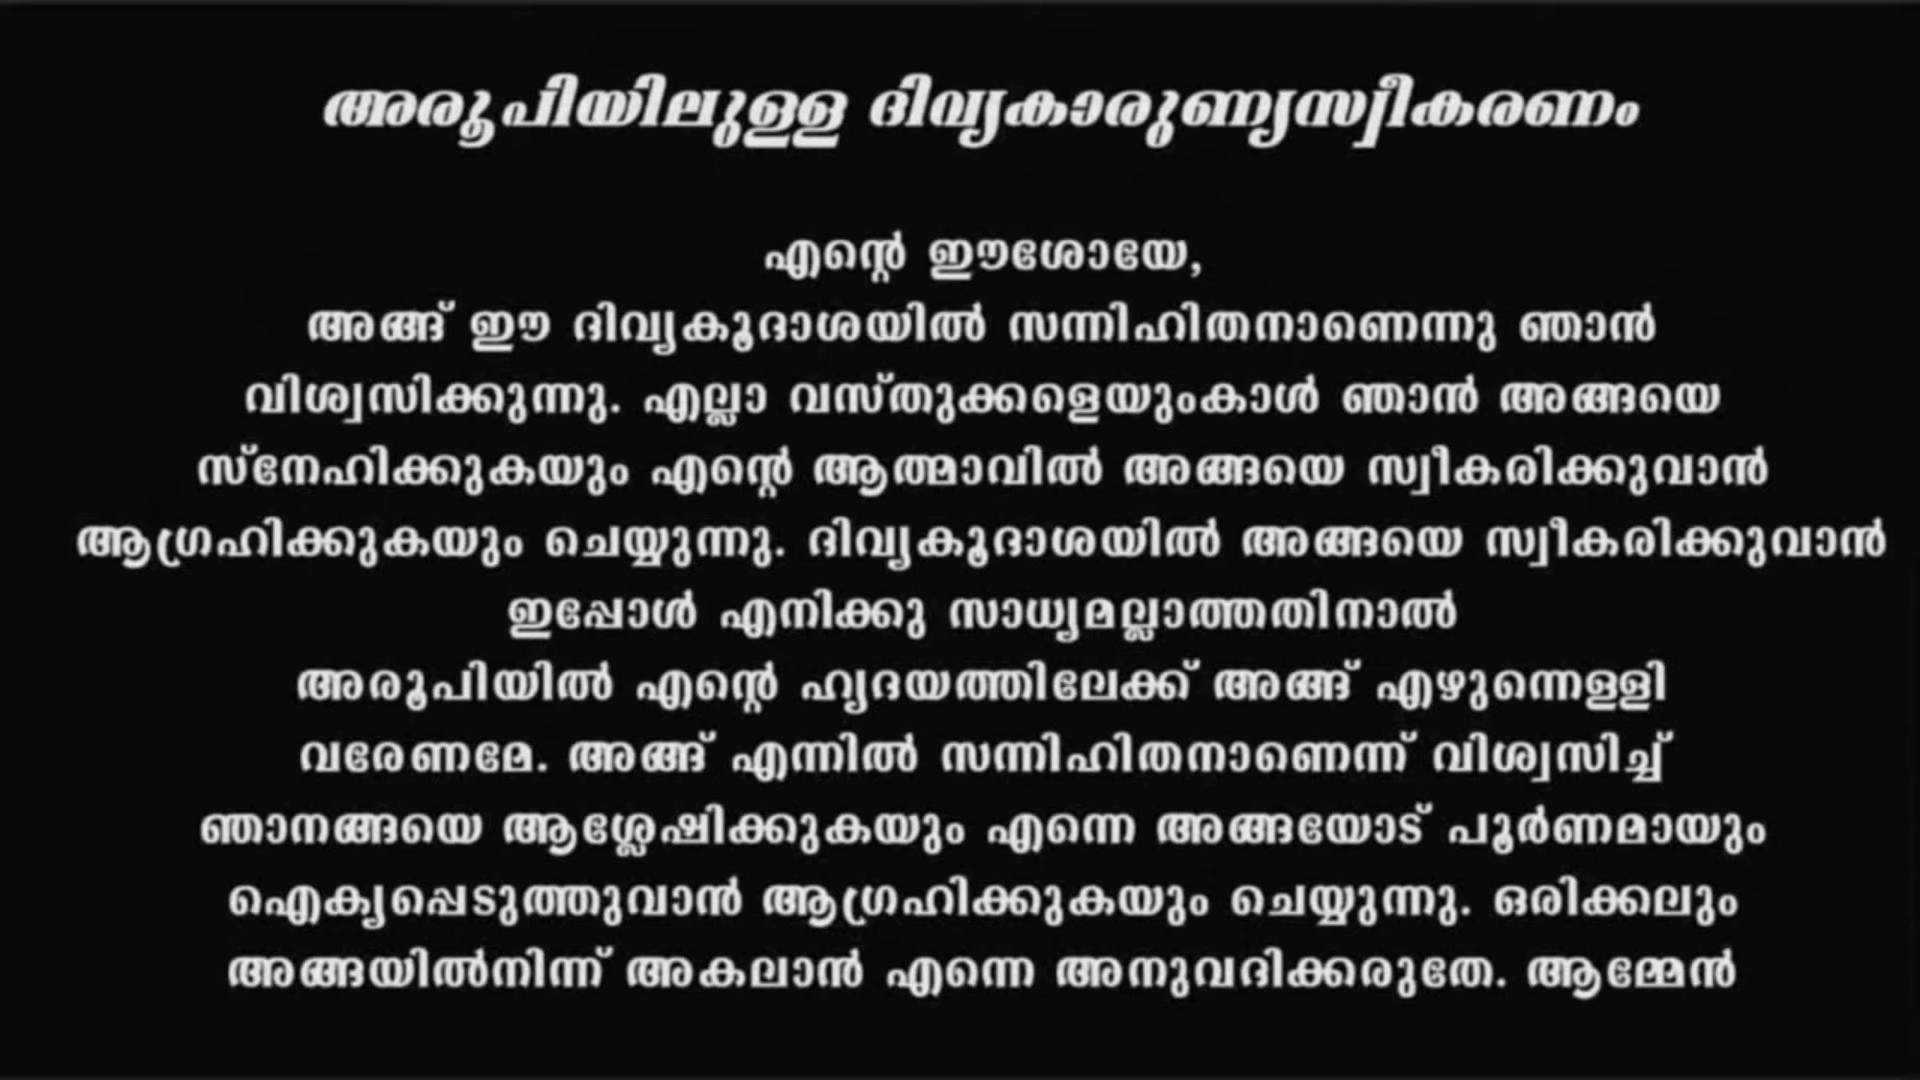 അരൂപിയിലുള്ള ദിവ്യകാരുണ്യസ്വീകരണം
എന്റെ ഈശോയേ,
അങ്ങ് ഈ ദിവ്യകൂദാശയിൽ സന്നിഹിതനാണെന്നു ഞാൻ
വിശ്വസിക്കുന്നു. എല്ലാ വസ്തുക്കളെയുംകാൾ ഞാൻ അങ്ങയെ
സ്നേഹിക്കുകയും എന്റെ ആത്മാവിൽ അങ്ങയെ സ്വീകരിക്കുവാൻ
ആഗ്രഹിക്കുകയും ചെയ്യുന്നു. ദിവ്യകൂദാശയിൽ അങ്ങയെ സ്വീകരിക്കുവാൻ
ഇപ്പോൾ എനിക്കു സാധ്യമല്ലാത്തതിനാൽ
അരൂപിയിൽ എന്റെ ഹൃദയത്തിലേക്ക് അങ്ങ് എഴുന്നെള്ളി
വരേണമേ. അങ്ങ് എന്നിൽ സന്നിഹിതനാണെന്ന് വിശ്വസിച്ച്
ഞാനങ്ങയെ ആശ്ലേഷിക്കുകയും എന്നെ അങ്ങയോട് പൂർണമായും
ഐക്യപ്പെടുത്തുവാൻ ആഗ്രഹിക്കുകയും ചെയ്യുന്നു. ഒരിക്കലും
അങ്ങയിൽനിന്ന് അകലാൻ എന്നെ അനുവദിക്കരുതേ. ആമ്മേൻ